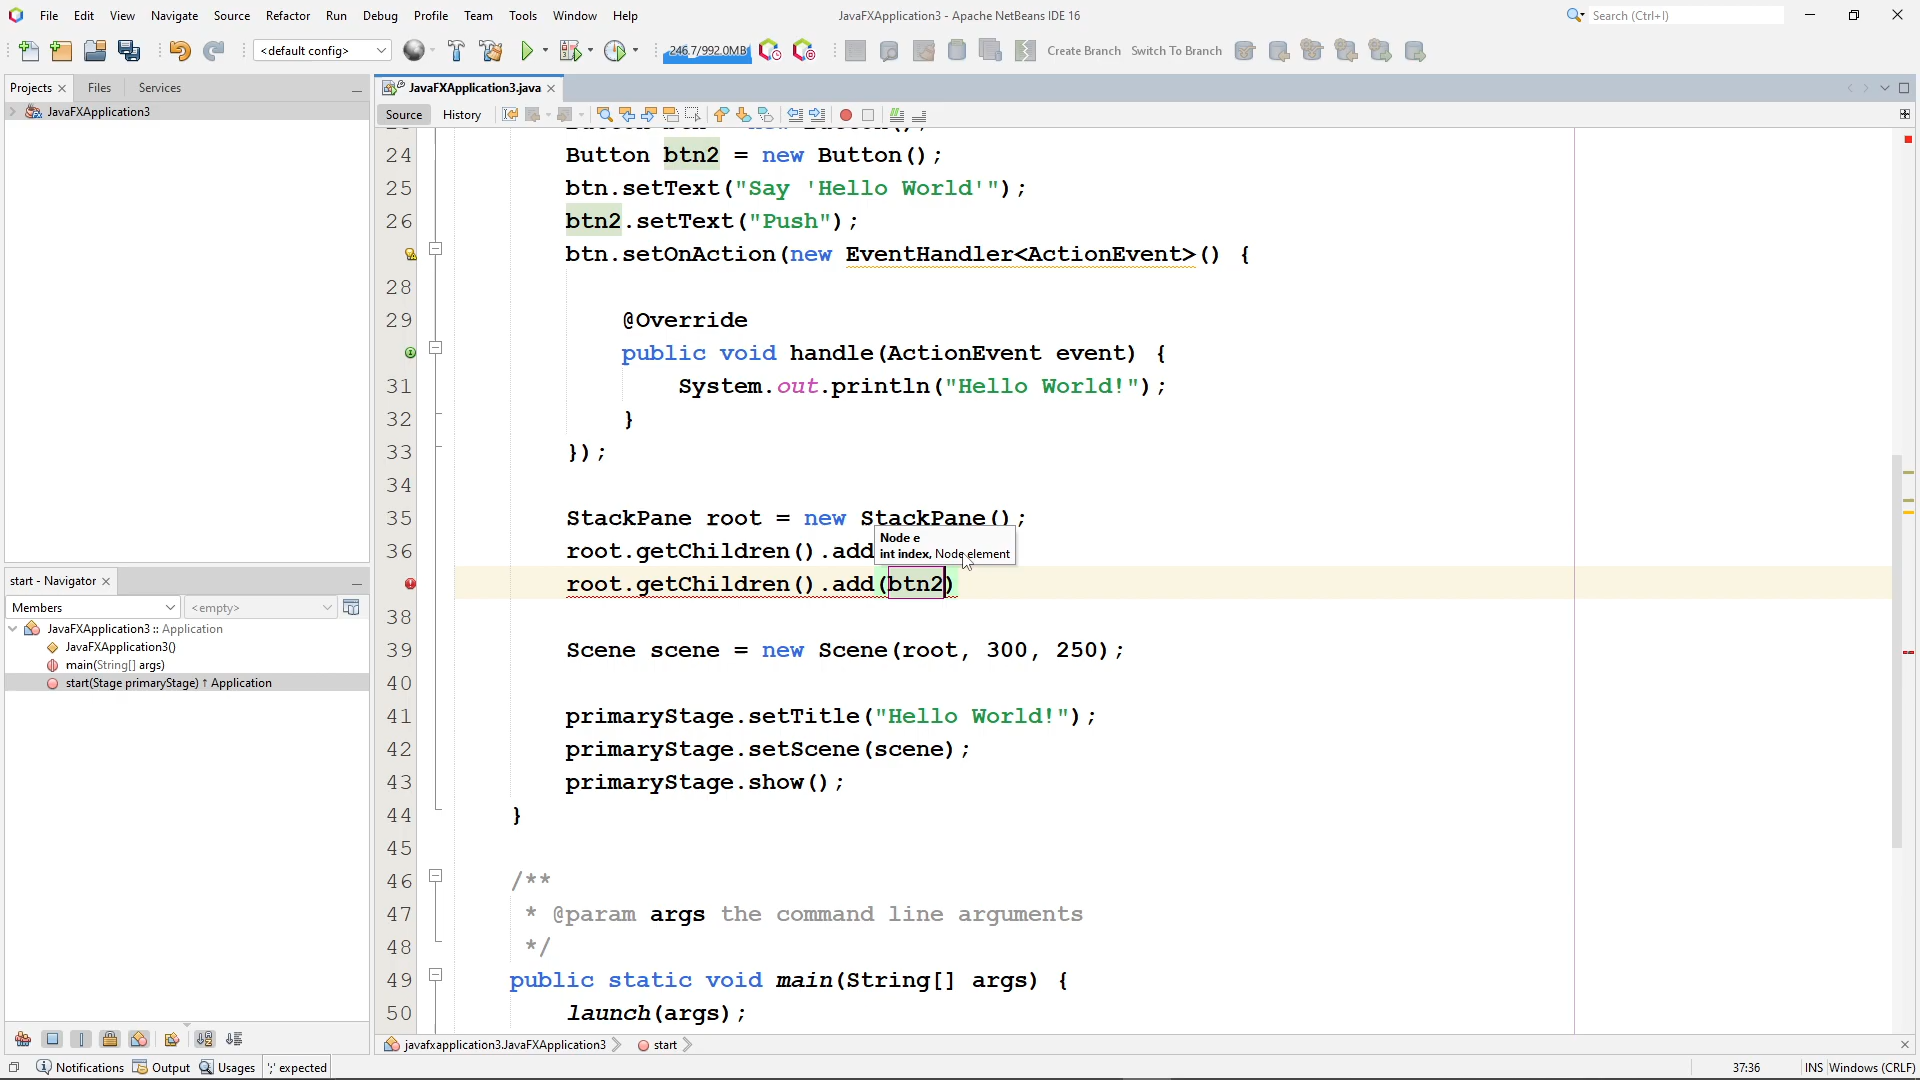 File Edit View Navigate Source Refactor Run Debug Profile Team Tools Window Help
JavaFXApplication3 - Apache NetBeans IDE 16
Search (Ctrl+I)
<default config>
246.7/992.0MB
Create Branch Switch To Branch
Projects Files Services
JavaFXApplication3.java
JavaFXApplication3
Source History
24 Button btn2 = new Button();
25 btn.setText("Say 'Hello World'");
26 btn2.setText("Push");
btn.setOnAction(new EventHandler<ActionEvent>() {
28
29 @Override
public void handle(ActionEvent event) {
31 System.out.println("Hello World!");
32 }
33 });
34
35 StackPane root = new StackPane();
Node e
int index, Node element
36 root.getChildren().add
root.getChildren().add(btn2)
38
39 Scene scene = new Scene(root, 300, 250);
40
41 primaryStage.setTitle("Hello World!");
42 primaryStage.setScene(scene);
43 primaryStage.show();
44 }
45
46 /**
47 * @param args the command line arguments
48 */
49 public static void main(String[] args) {
50 launch(args);
start - Navigator
Members
<empty>
JavaFXApplication3 :: Application
JavaFXApplication3()
main(String[] args)
start(Stage primaryStage) ↑ Application
javafxapplication3.JavaFXApplication3 start
Notifications Output Usages ';' expected
37:36 INS Windows (CRLF)